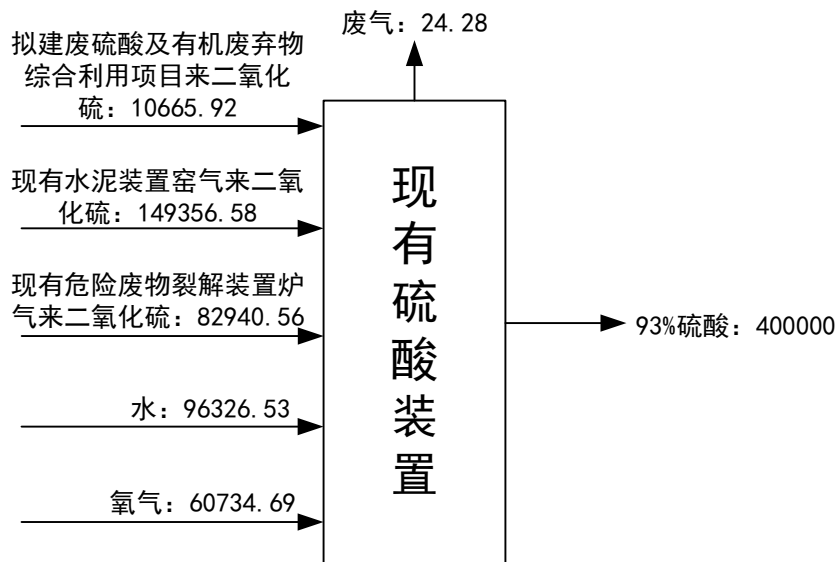 废气：24.28
拟建废硫酸及有机废弃物
综合利用项目来二氧化
硫：10665.92
现有水泥装置窑气来二氧
化硫：149356.58
现有危险废物裂解装置炉
气来二氧化硫：82940.56
水：96326.53
氧气：60734.69
现
有
硫
酸
装
置
93%硫酸：400000